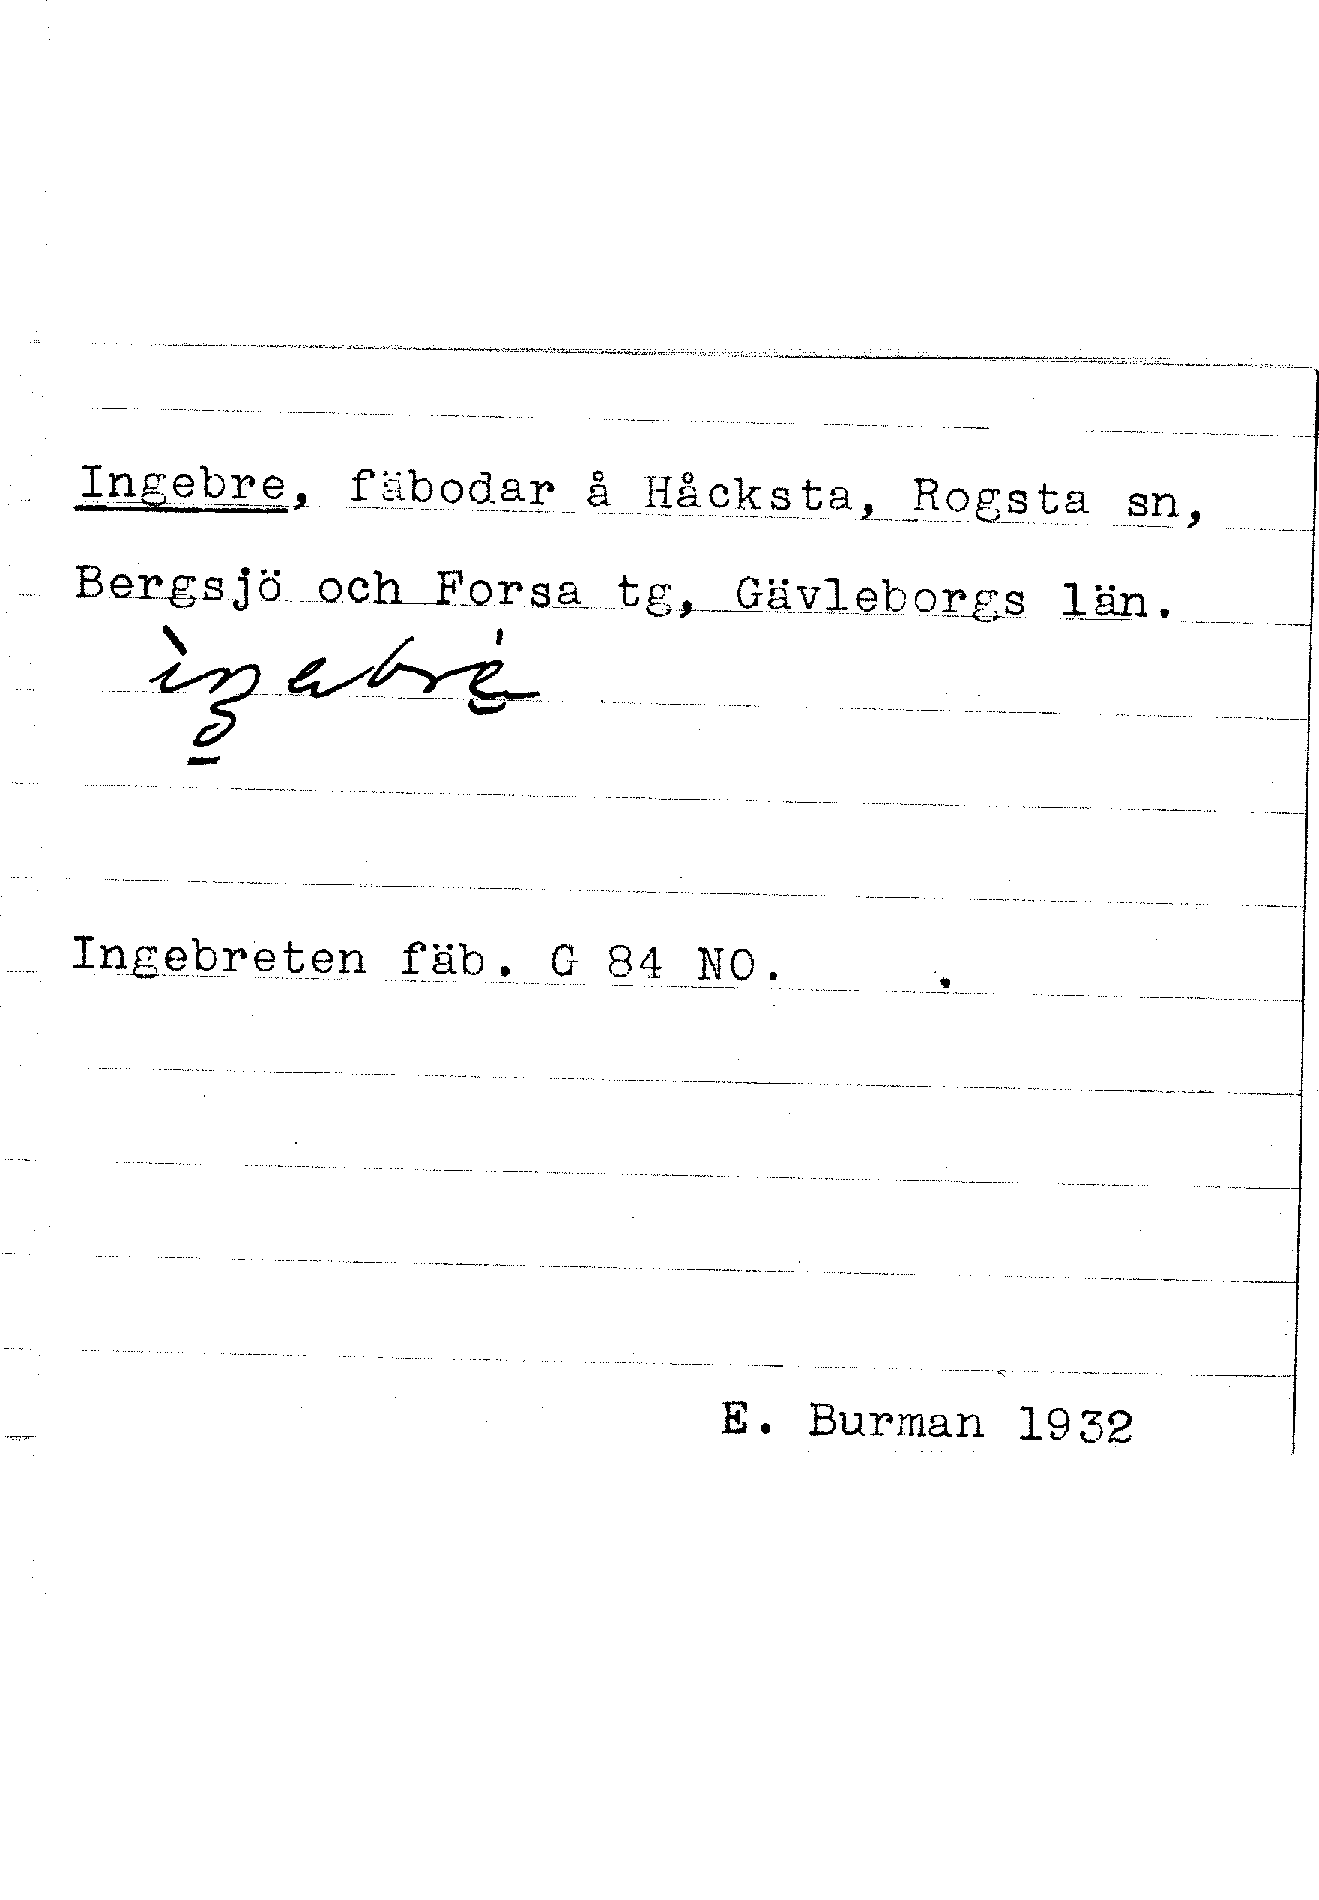 Ingebre, fäbodar å Håcksta, Rogsta sn,
Bergsjö och Forsa tg, Gävleborgs län.
Ingebreten fäb. G 84 NO.
E. Burman 1932